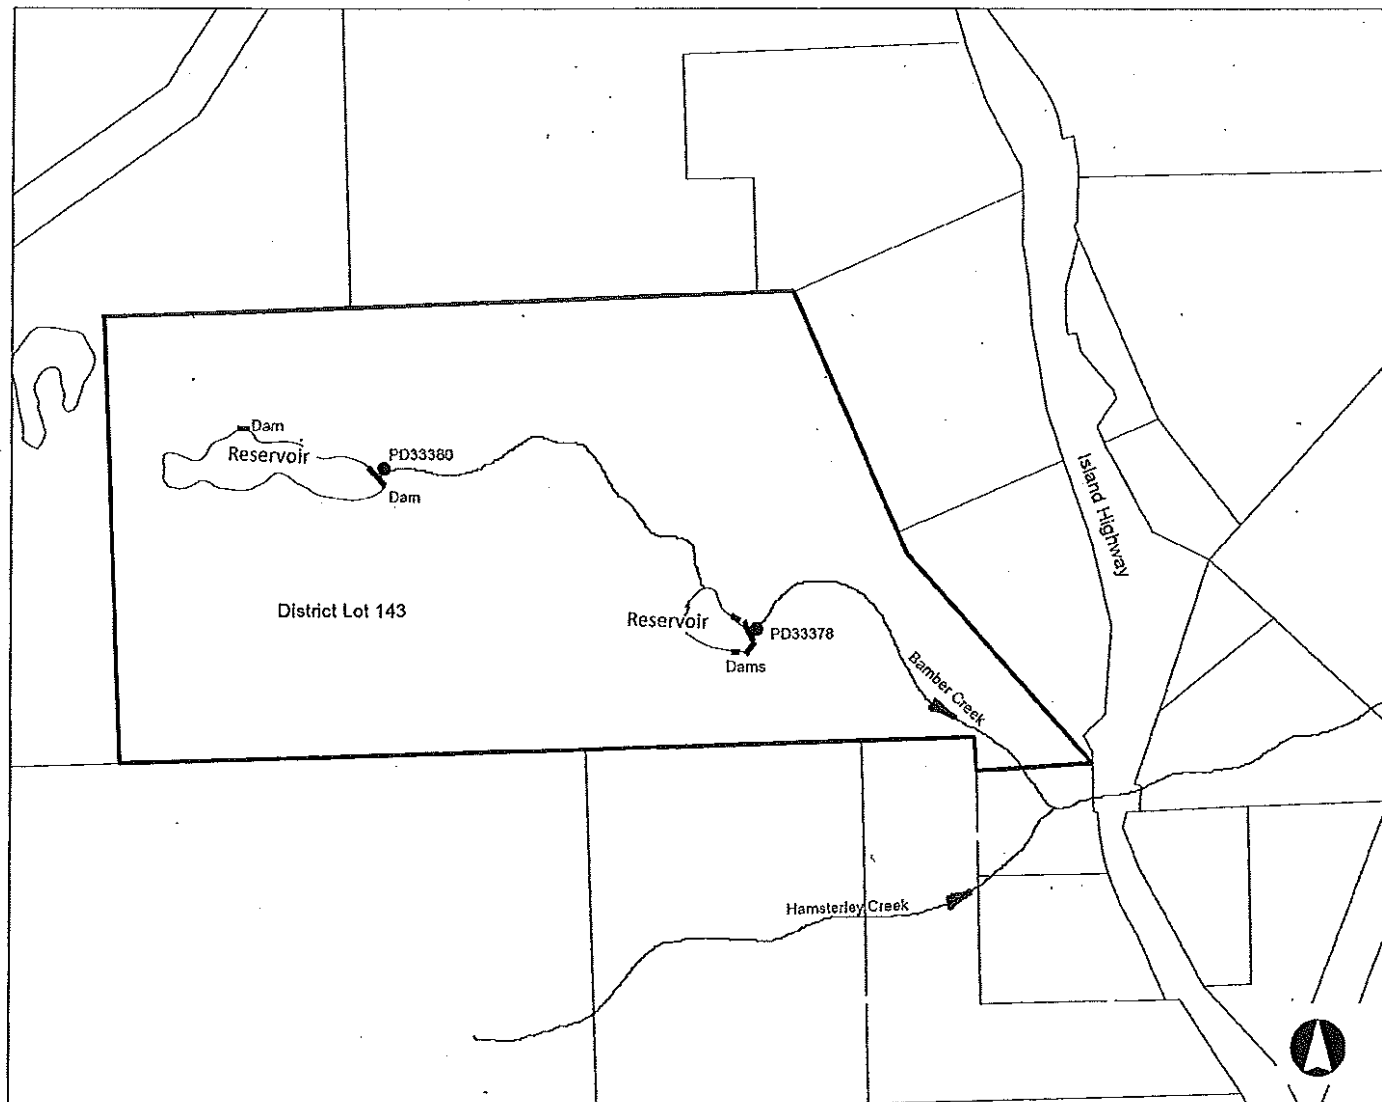 Dam
Reservoir
PD33380
Dam
Island Highway
District Lot 143
Reservoir
PD33378
Dams
Bamber Creek
Hamsterley Creek